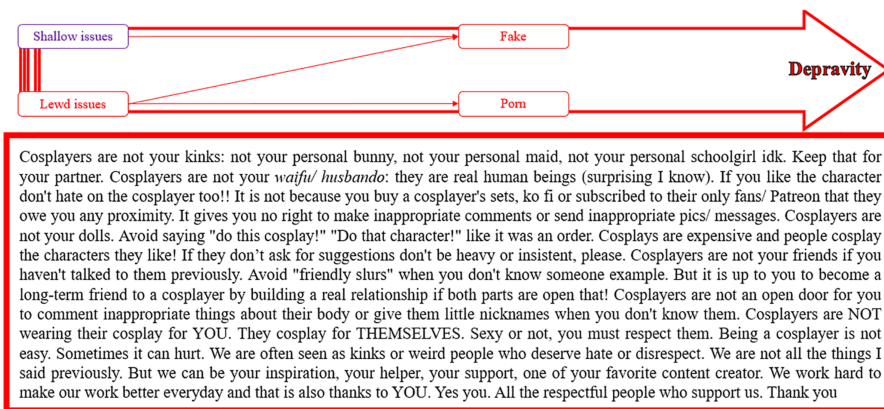 Shallow issues
Fake
Depravity
Lewd issues
Porn
Cosplayers are not your kinks: not your personal bunny, not your personal maid, not your personal schoolgirl idk. Keep that for
your partner. Cosplayers are not your waifu/ husbando: they are real human beings (surprising I know). If you like the character
don't hate on the cosplayer too!! It is not because you buy a cosplayer's sets, ko fi or subscribed to their only fans/ Patreon that they
owe you any proximity. It gives you no right to make inappropriate comments or send inappropriate pics/ messages. Cosplayers are
not your dolls. Avoid saying "do this cosplay!" "Do that character!" like it was an order. Cosplays are expensive and people cosplay
the characters they like! If they don’t ask for suggestions don't be heavy or insistent, please. Cosplayers are not your friends if you
haven't talked to them previously. Avoid "friendly slurs" when you don't know someone example. But it is up to you to become a
long-term friend to a cosplayer by building a real relationship if both parts are open that! Cosplayers are not an open door for you
to comment inappropriate things about their body or give them little nicknames when you don't know them. Cosplayers are NOT
wearing their cosplay for YOU. They cosplay for THEMSELVES. Sexy or not, you must respect them. Being a cosplayer is not
easy. Sometimes it can hurt. We are often seen as kinks or weird people who deserve hate or disrespect. We are not all the things I
said previously. But we can be your inspiration, your helper, your support, one of your favorite content creator. We work hard to
make our work better everyday and that is also thanks to YOU. Yes you. All the respectful people who support us. Thank you